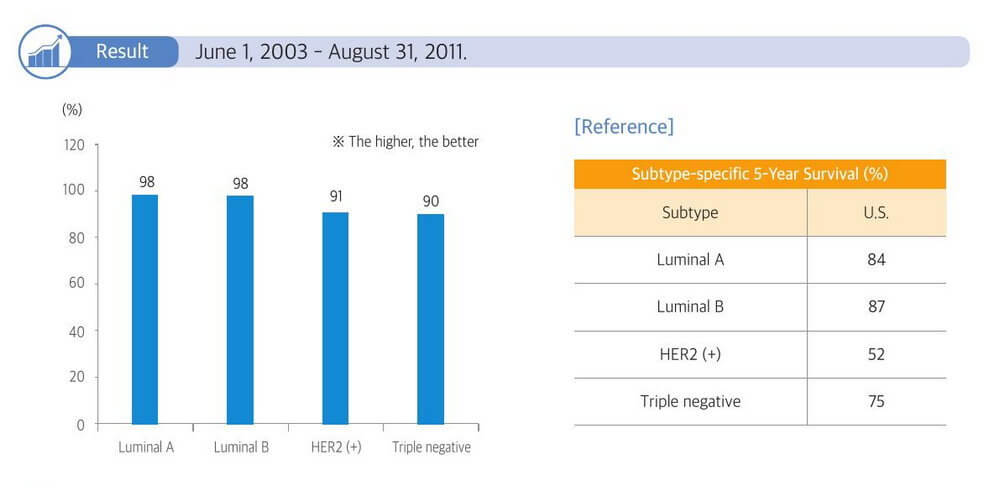 Result
June 1, 2003 – August 31, 2011.
(%)
※ The higher, the better
120
100
80
60
40
20
0
98
98
91
90
Luminal A
Luminal B
HER2 (+)
Triple negative
[Reference]
Subtype-specific 5-Year Survival (%)
Subtype U.S.
Luminal A 84
Luminal B 87
HER2 (+) 52
Triple negative 75